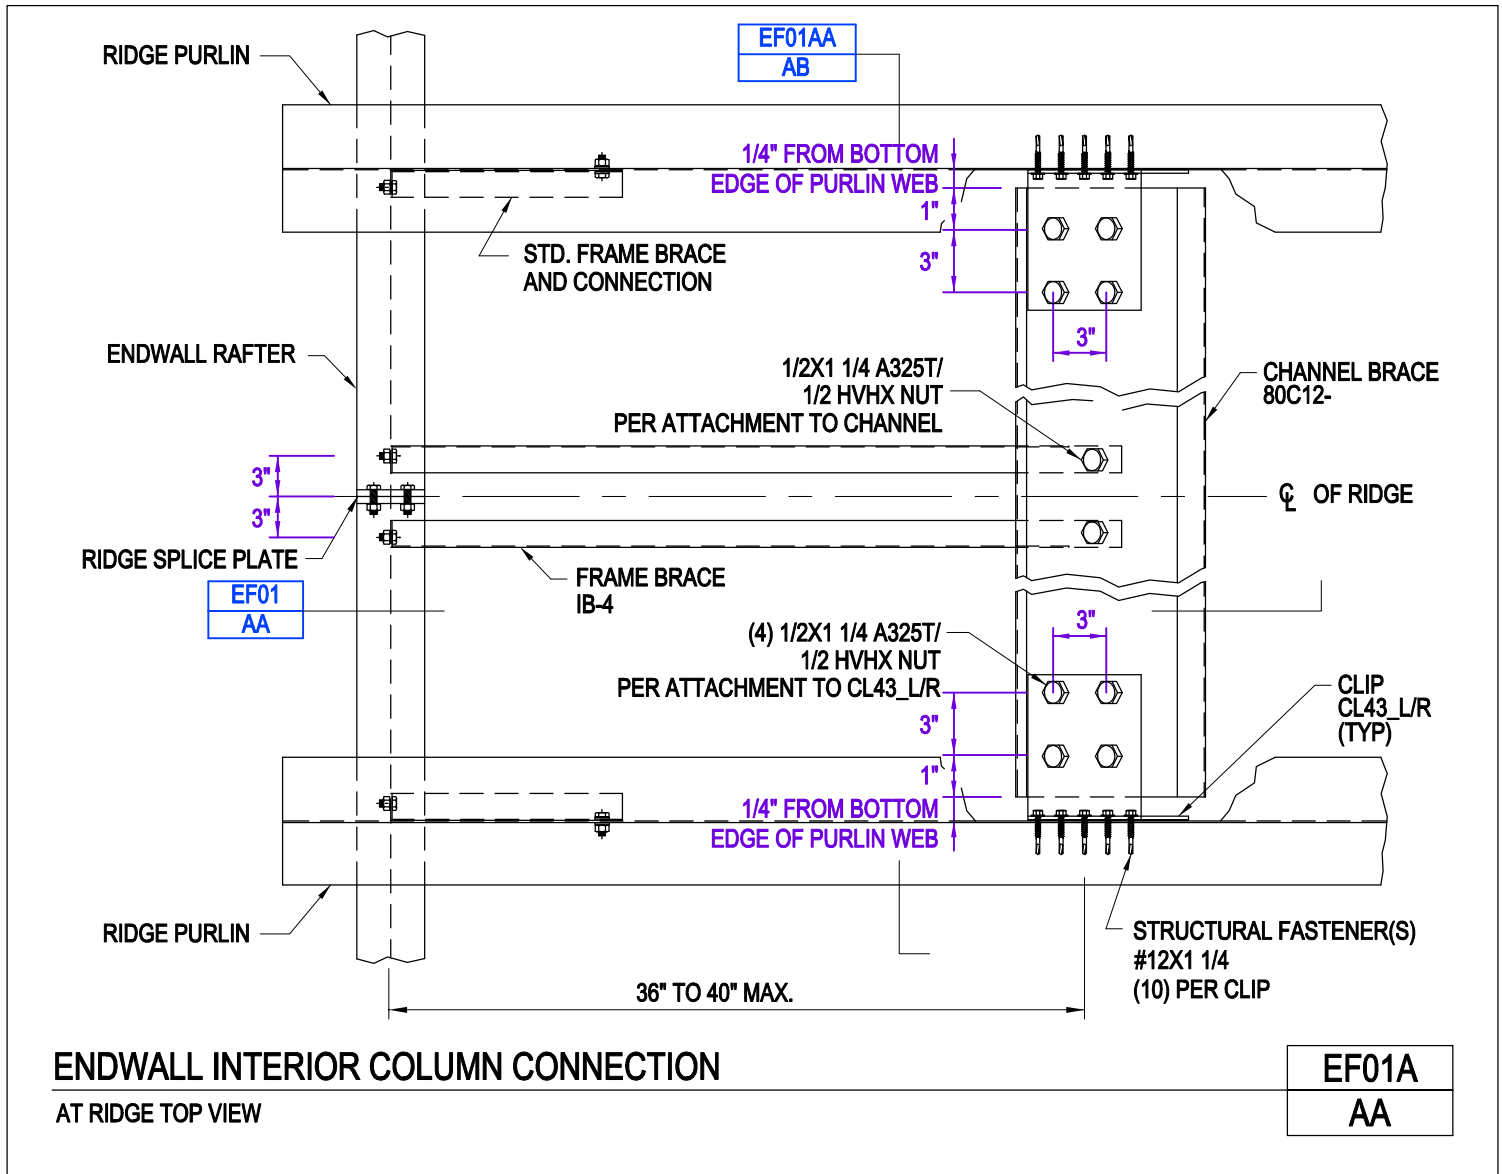 RIDGE PURLIN
EF01AA
AB
1/4" FROM BOTTOM
EDGE OF PURLIN WEB
1"
3"
STD. FRAME BRACE
AND CONNECTION
3"
ENDWALL RAFTER
1/2X1 1/4 A325T/
1/2 HVHX NUT
PER ATTACHMENT TO CHANNEL
CHANNEL BRACE
80C12-
3"
3"
℄ OF RIDGE
RIDGE SPLICE PLATE
FRAME BRACE
IB-4
EF01
AA
(4) 1/2X1 1/4 A325T/
1/2 HVHX NUT
PER ATTACHMENT TO CL43_L/R
3"
CLIP
CL43_L/R
(TYP)
3"
1"
1/4" FROM BOTTOM
EDGE OF PURLIN WEB
RIDGE PURLIN
STRUCTURAL FASTENER(S)
#12X1 1/4
(10) PER CLIP
36" TO 40" MAX.
ENDWALL INTERIOR COLUMN CONNECTION
AT RIDGE TOP VIEW
EF01A
AA